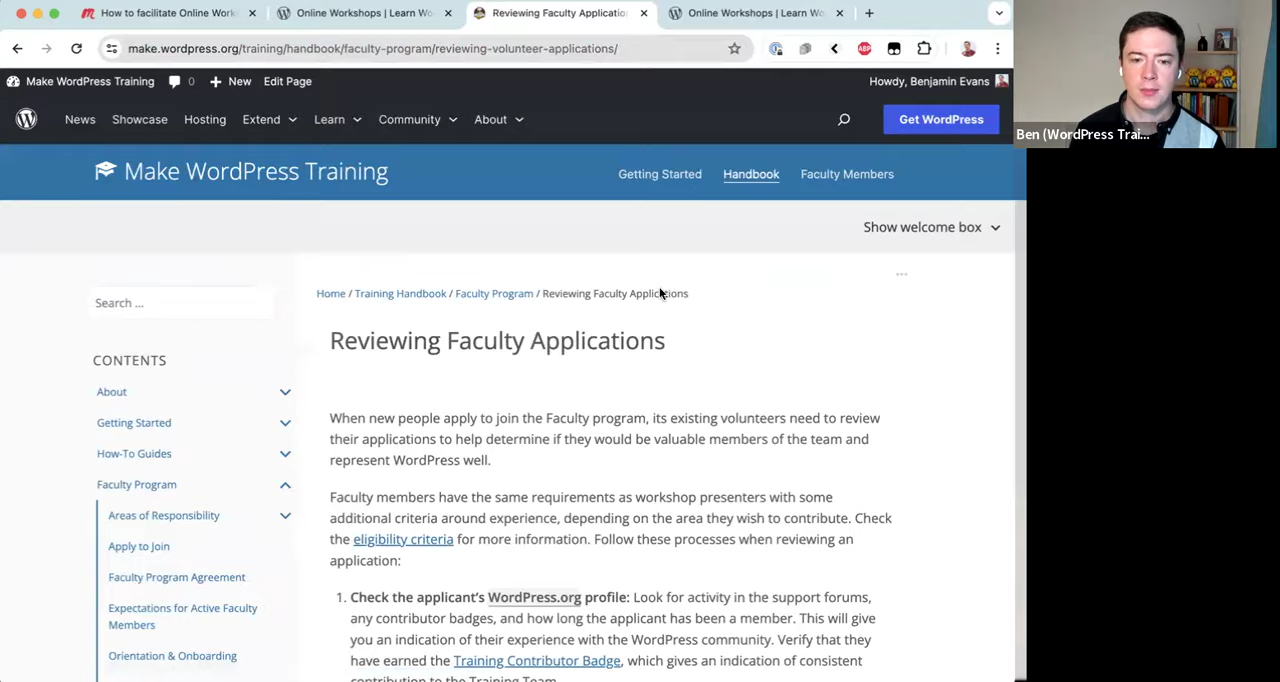 How to facilitate Online Work
Online Workshops | Learn Wo
Reviewing Faculty Applicatio
Online Workshops | Learn Wo
make.wordpress.org/training/handbook/faculty-program/reviewing-volunteer-applications/
ABP
Make WordPress Training
0
New
Edit Page
Howdy, Benjamin Evans
News
Showcase
Hosting
Extend
Learn
Community
About
Get WordPress
Ben (WordPress Trai...
Make WordPress Training
Getting Started
Handbook
Faculty Members
Show welcome box
Search ...
Home / Training Handbook / Faculty Program / Reviewing Faculty Applications
Reviewing Faculty Applications
CONTENTS
About
Getting Started
How-To Guides
Faculty Program
Areas of Responsibility
Apply to Join
Faculty Program Agreement
Expectations for Active Faculty
Members
Orientation & Onboarding
When new people apply to join the Faculty program, its existing volunteers need to review
their applications to help determine if they would be valuable members of the team and
represent WordPress well.
Faculty members have the same requirements as workshop presenters with some
additional criteria around experience, depending on the area they wish to contribute. Check
the eligibility criteria for more information. Follow these processes when reviewing an
application:
1. Check the applicant's WordPress.org profile: Look for activity in the support forums,
any contributor badges, and how long the applicant has been a member. This will give
you an indication of their experience with the WordPress community. Verify that they
have earned the Training Contributor Badge, which gives an indication of consistent
contribution to the Training Team.